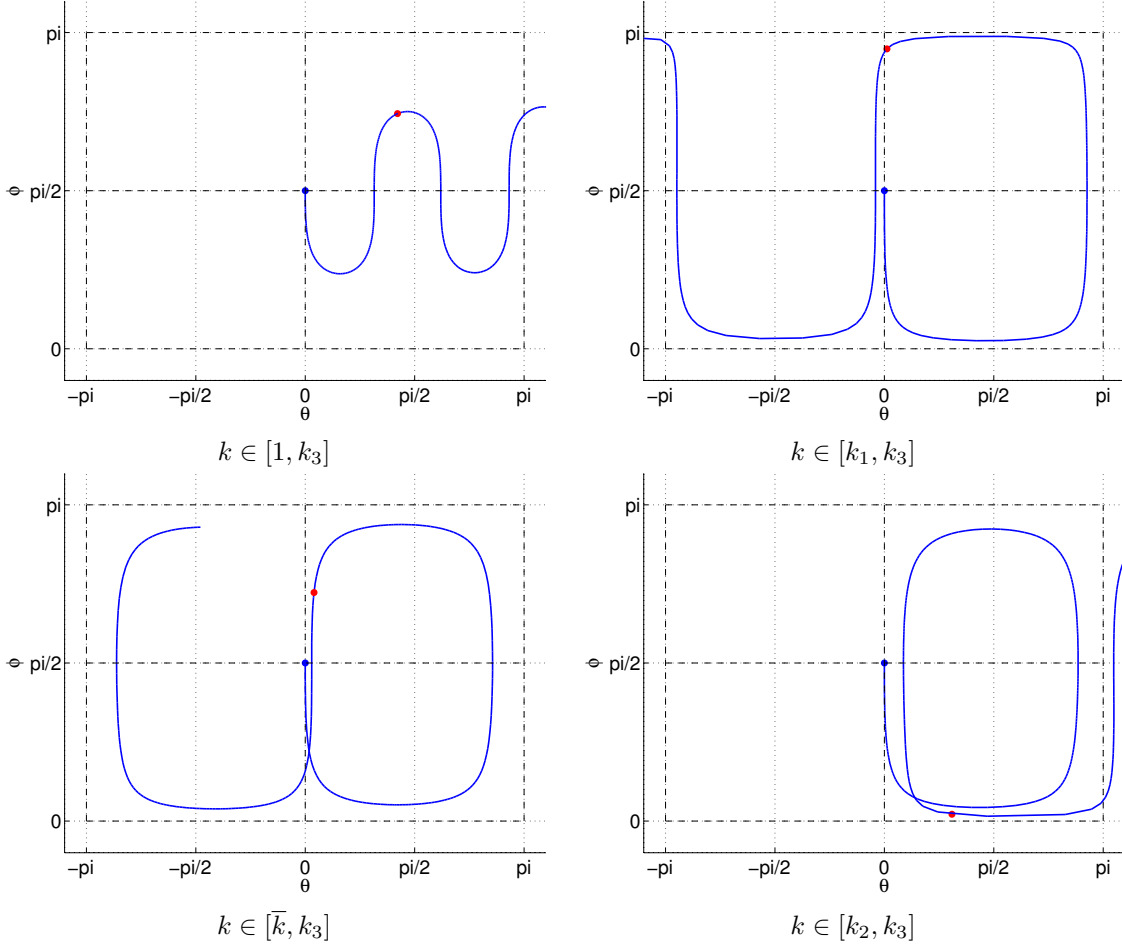 pi
φ pi/2
0
−pi −pi/2 0 pi/2 pi
θ
k ∈ [1, k₃]
pi
φ pi/2
0
−pi −pi/2 0 pi/2 pi
θ
k ∈ [k₁, k₃]
pi
φ pi/2
0
−pi −pi/2 0 pi/2 pi
θ
k ∈ [k̅, k₃]
pi
φ pi/2
0
−pi −pi/2 0 pi/2 pi
θ
k ∈ [k₂, k₃]